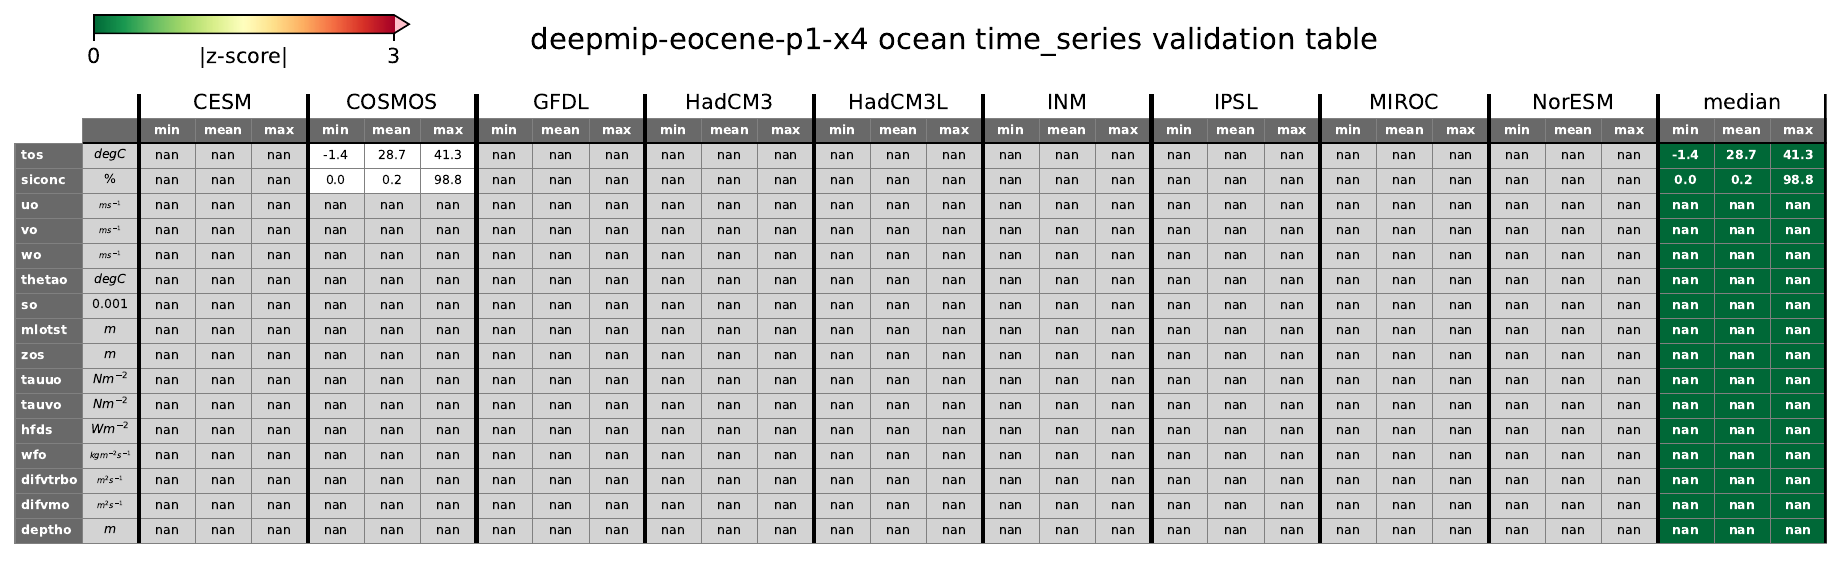 deepmip-eocene-p1-x4 ocean time_series validation table
0 |z-score| 3
CESM COSMOS GFDL HadCM3 HadCM3L INM IPSL MIROC NorESM median
min mean max min mean max min mean max min mean max min mean max min mean max min mean max min mean max min mean max min mean max
tos degC nan nan nan -1.4 28.7 41.3 nan nan nan nan nan nan nan nan nan nan nan nan nan nan nan nan nan nan nan nan nan -1.4 28.7 41.3
siconc % nan nan nan 0.0 0.2 98.8 nan nan nan nan nan nan nan nan nan nan nan nan nan nan nan nan nan nan nan nan nan 0.0 0.2 98.8
uo ms⁻¹ nan nan nan nan nan nan nan nan nan nan nan nan nan nan nan nan nan nan nan nan nan nan nan nan nan nan nan nan nan nan
vo ms⁻¹ nan nan nan nan nan nan nan nan nan nan nan nan nan nan nan nan nan nan nan nan nan nan nan nan nan nan nan nan nan nan
wo ms⁻¹ nan nan nan nan nan nan nan nan nan nan nan nan nan nan nan nan nan nan nan nan nan nan nan nan nan nan nan nan nan nan
thetao degC nan nan nan nan nan nan nan nan nan nan nan nan nan nan nan nan nan nan nan nan nan nan nan nan nan nan nan nan nan nan
so 0.001 nan nan nan nan nan nan nan nan nan nan nan nan nan nan nan nan nan nan nan nan nan nan nan nan nan nan nan nan nan nan
mlotst m nan nan nan nan nan nan nan nan nan nan nan nan nan nan nan nan nan nan nan nan nan nan nan nan nan nan nan nan nan nan
zos m nan nan nan nan nan nan nan nan nan nan nan nan nan nan nan nan nan nan nan nan nan nan nan nan nan nan nan nan nan nan
tauuo Nm⁻² nan nan nan nan nan nan nan nan nan nan nan nan nan nan nan nan nan nan nan nan nan nan nan nan nan nan nan nan nan nan
tauvo Nm⁻² nan nan nan nan nan nan nan nan nan nan nan nan nan nan nan nan nan nan nan nan nan nan nan nan nan nan nan nan nan nan
hfds Wm⁻² nan nan nan nan nan nan nan nan nan nan nan nan nan nan nan nan nan nan nan nan nan nan nan nan nan nan nan nan nan nan
wfo kgm⁻²s⁻¹ nan nan nan nan nan nan nan nan nan nan nan nan nan nan nan nan nan nan nan nan nan nan nan nan nan nan nan nan nan nan
difvtrbo m²s⁻¹ nan nan nan nan nan nan nan nan nan nan nan nan nan nan nan nan nan nan nan nan nan nan nan nan nan nan nan nan nan nan
difvmo m²s⁻¹ nan nan nan nan nan nan nan nan nan nan nan nan nan nan nan nan nan nan nan nan nan nan nan nan nan nan nan nan nan nan
deptho m nan nan nan nan nan nan nan nan nan nan nan nan nan nan nan nan nan nan nan nan nan nan nan nan nan nan nan nan nan nan